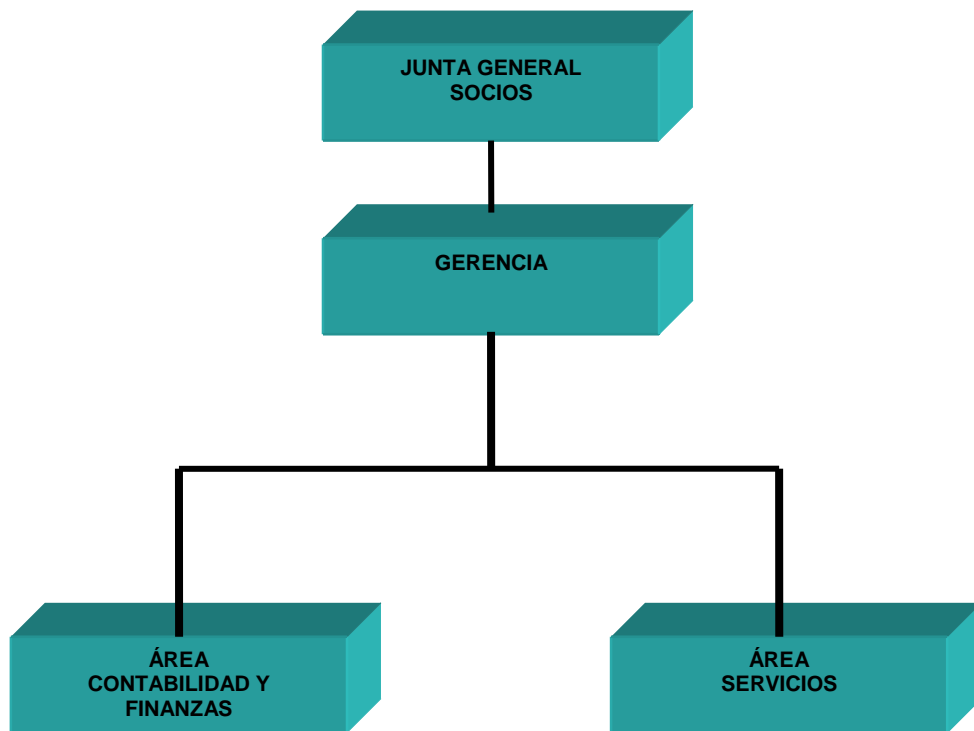 JUNTA GENERAL
SOCIOS
GERENCIA
ÁREA
CONTABILIDAD Y
FINANZAS
ÁREA
SERVICIOS